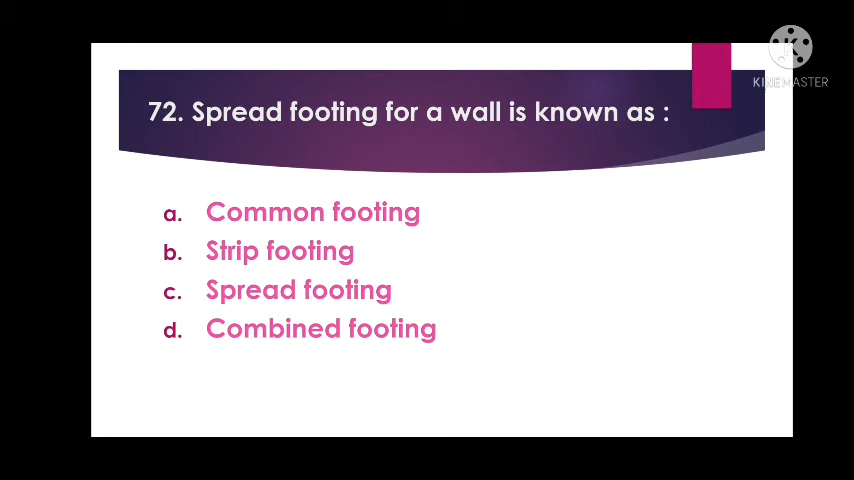 KINEMASTER
72. Spread footing for a wall is known as :
a. Common footing
b. Strip footing
c. Spread footing
d. Combined footing